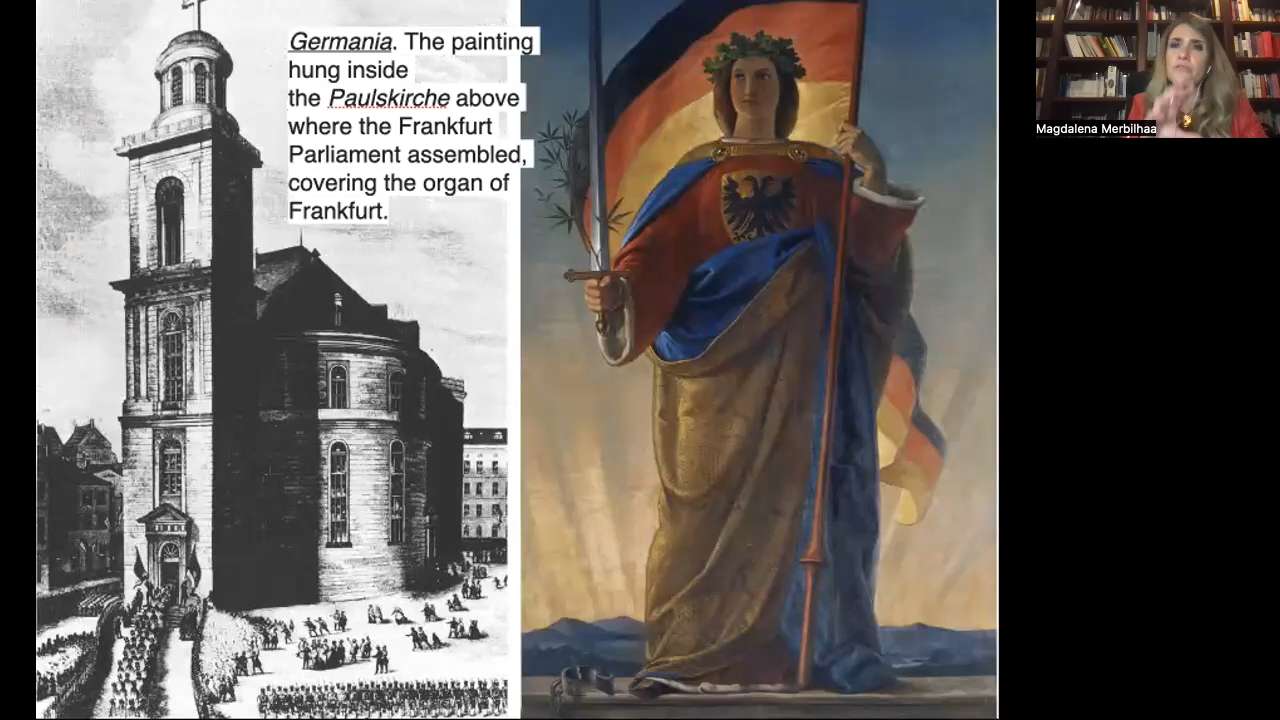 Germania. The painting
hung inside
the Paulskirche above
where the Frankfurt
Parliament assembled,
covering the organ of
Frankfurt.
Magdalena Merbilhaa